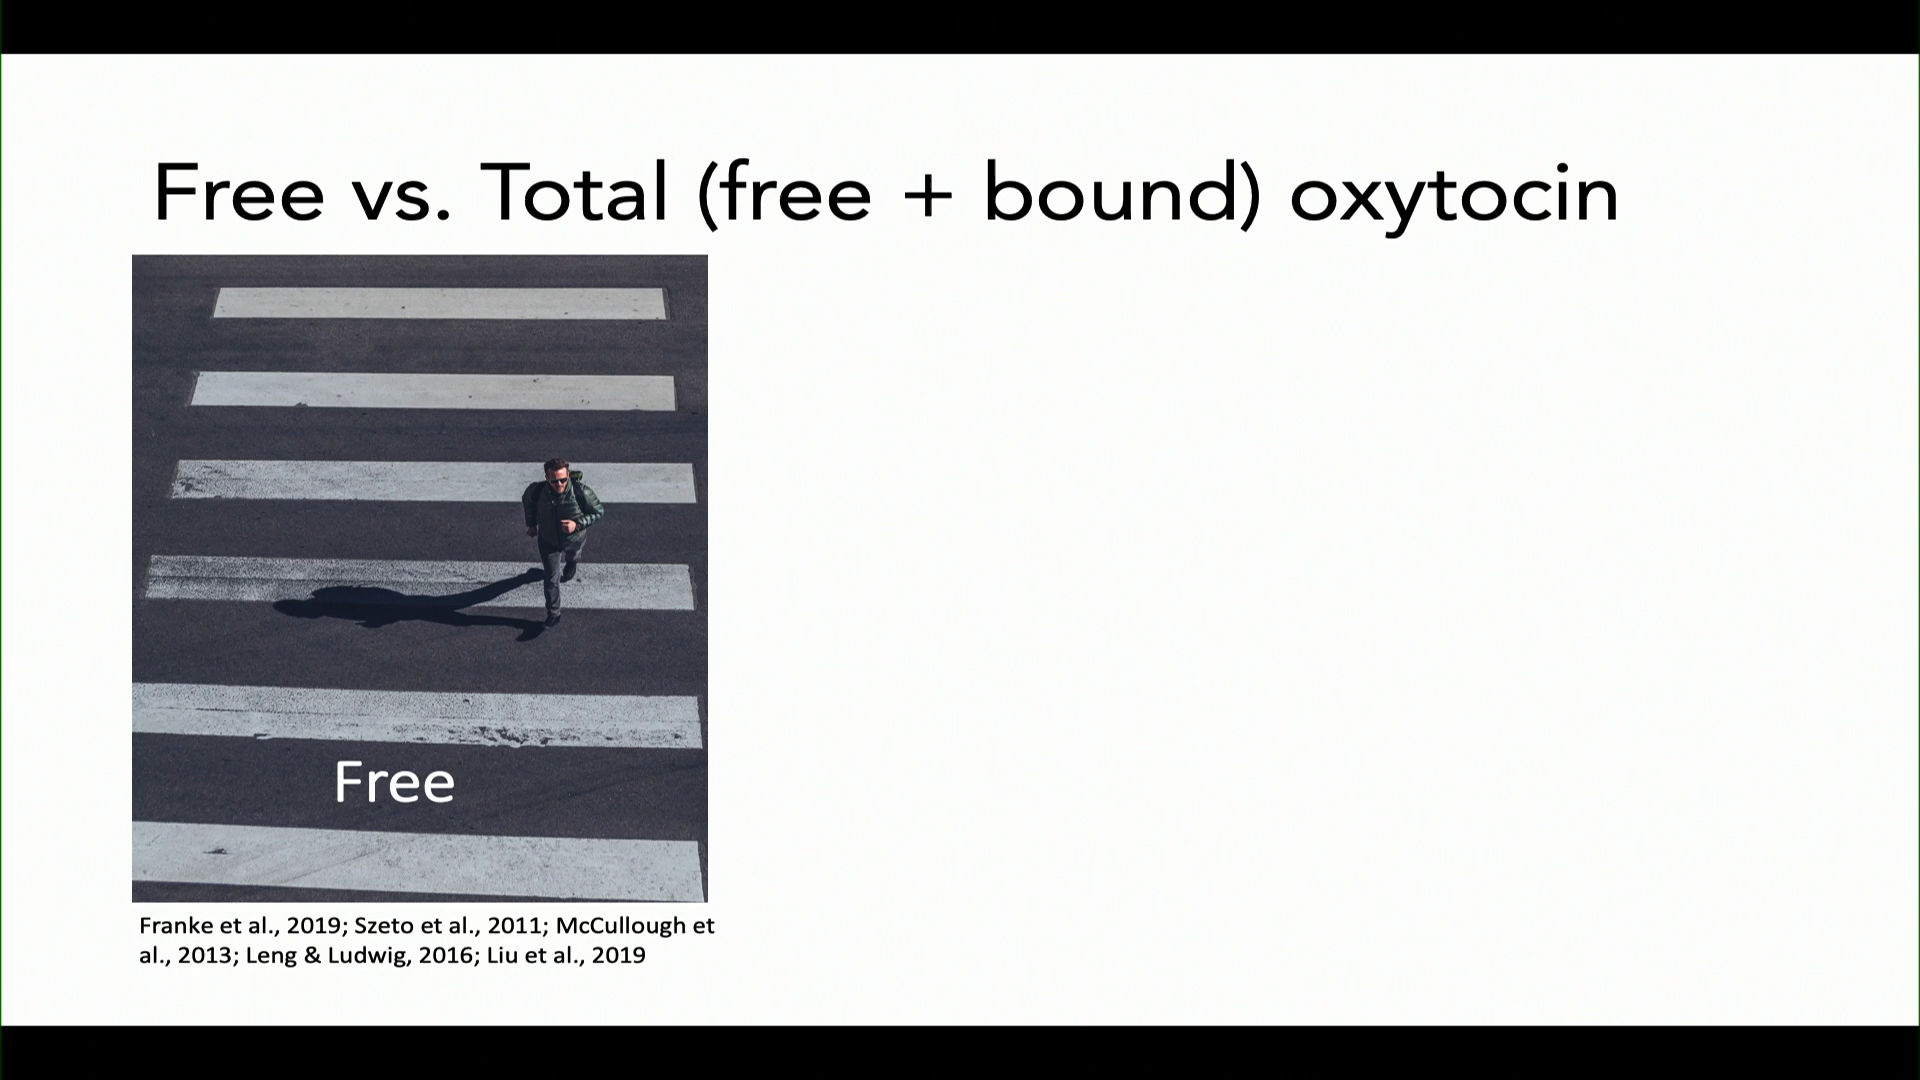 Free vs. Total (free + bound) oxytocin
Free
Franke et al., 2019; Szeto et al., 2011; McCullough et
al., 2013; Leng & Ludwig, 2016; Liu et al., 2019